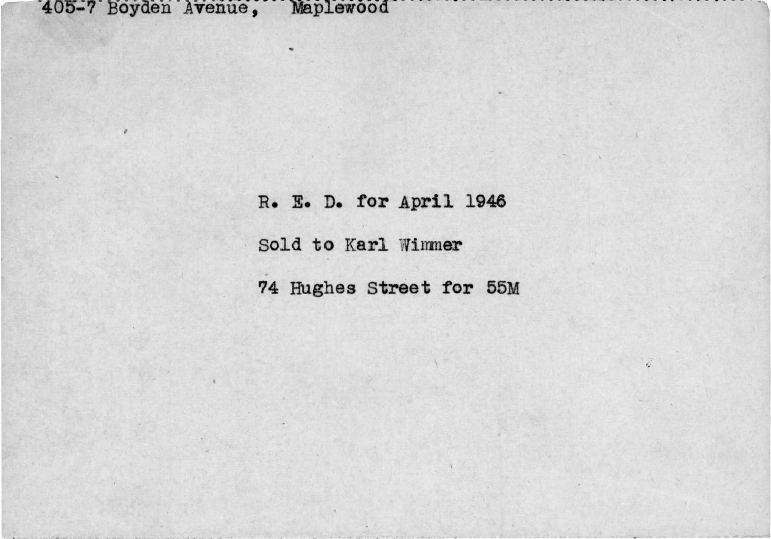 405-7 Boyden Avenue, Maplewood
R. E. D. for April 1946
Sold to Karl Wimmer
74 Hughes Street for 55M